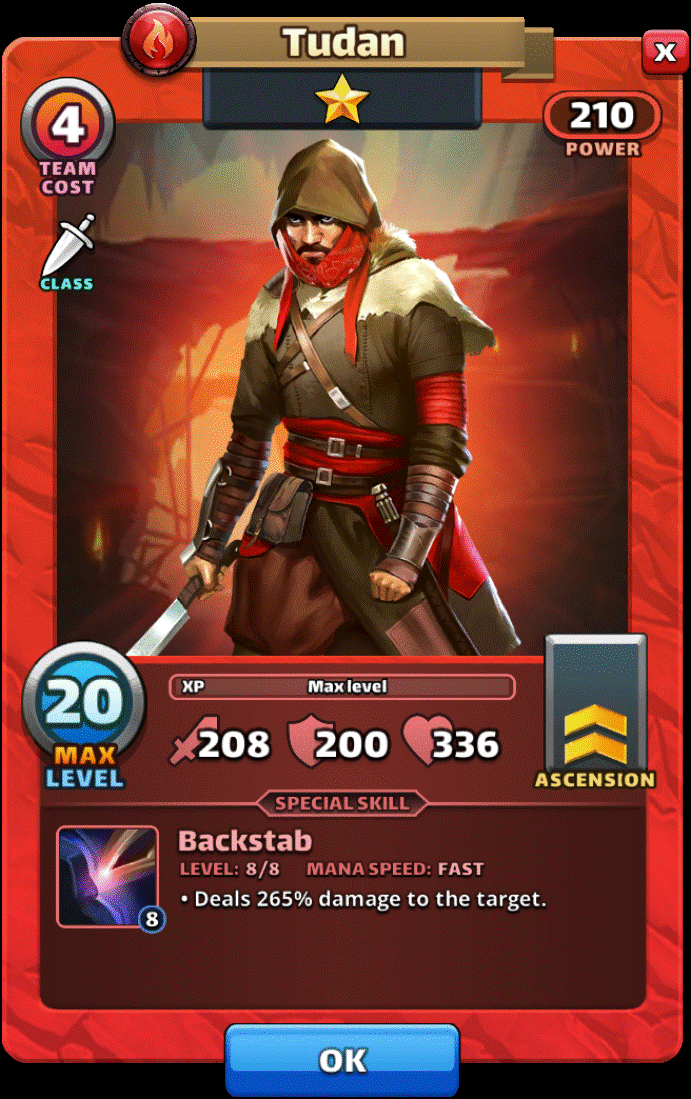 Tudan
X
4
TEAM
COST
210
POWER
CLASS
20
MAX
LEVEL
XP Max level
208 200 336
ASCENSION
SPECIAL SKILL
Backstab
LEVEL: 8/8 MANA SPEED: FAST
• Deals 265% damage to the target.
8
OK